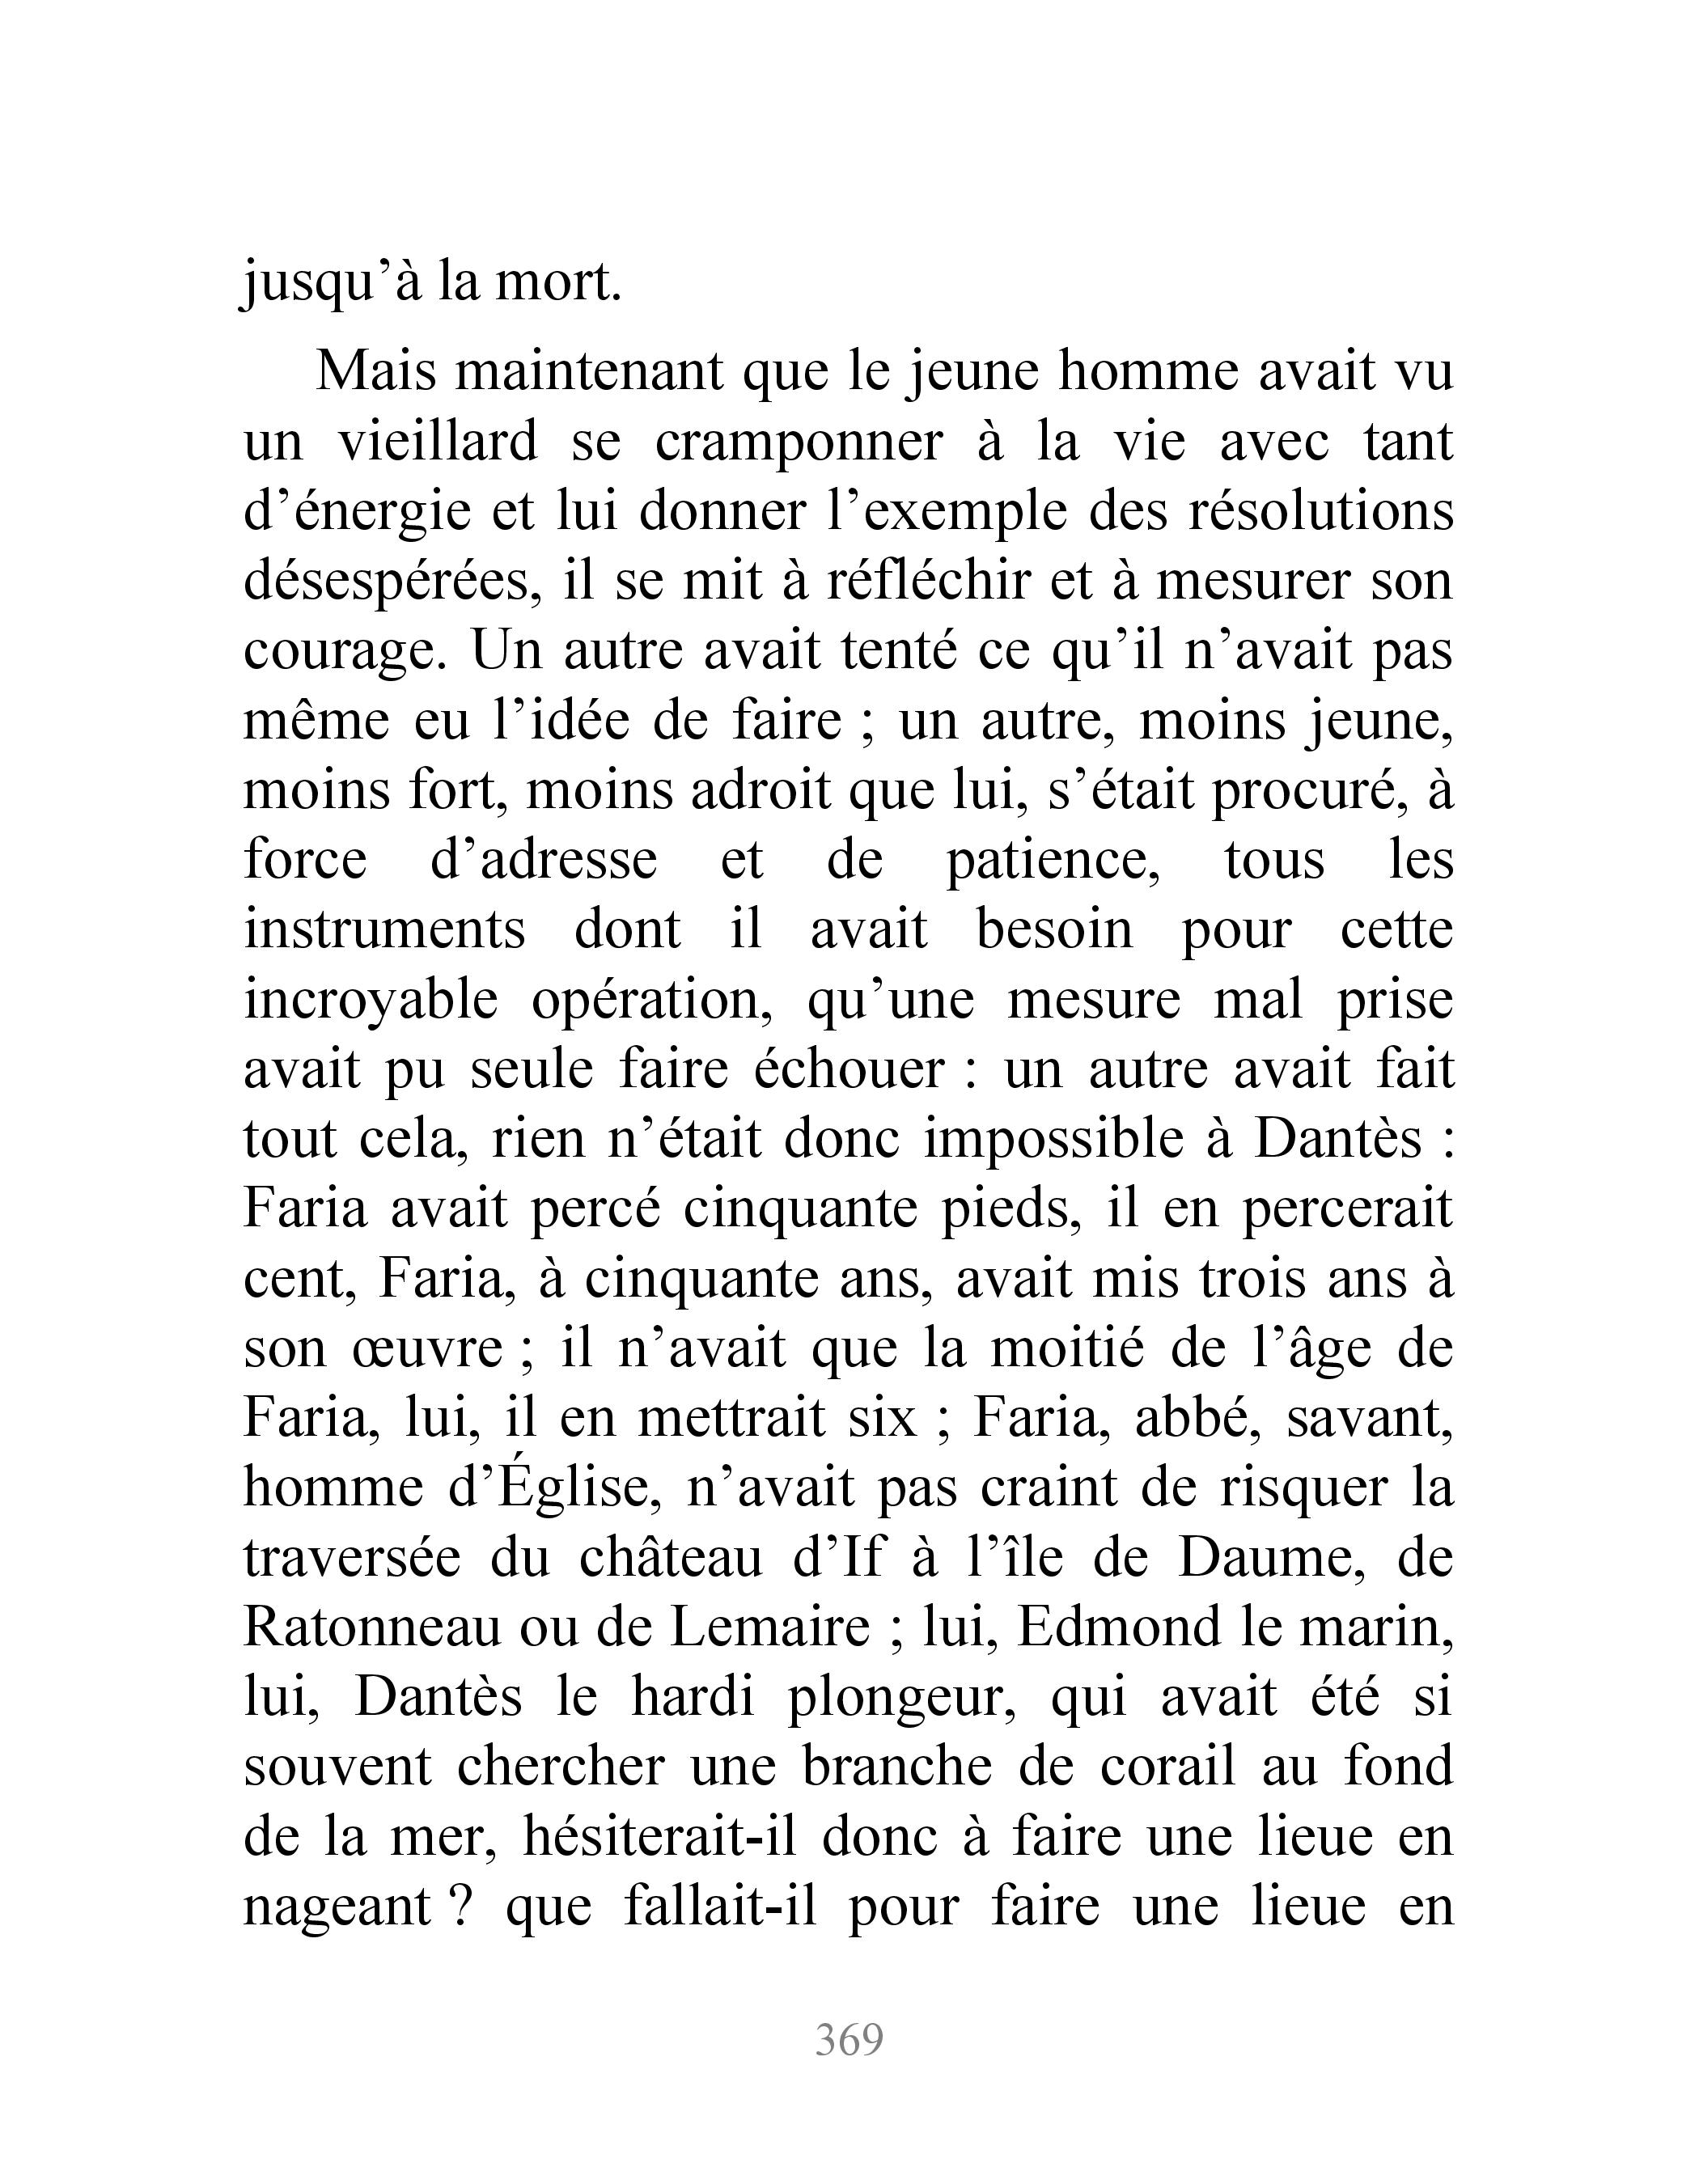 jusqu’à la mort.
Mais maintenant que le jeune homme avait vu
un vieillard se cramponner à la vie avec tant
d’énergie et lui donner l’exemple des résolutions
désespérées, il se mit à réfléchir et à mesurer son
courage. Un autre avait tenté ce qu’il n’avait pas
même eu l’idée de faire ; un autre, moins jeune,
moins fort, moins adroit que lui, s’était procuré, à
force d’adresse et de patience, tous les
instruments dont il avait besoin pour cette
incroyable opération, qu’une mesure mal prise
avait pu seule faire échouer : un autre avait fait
tout cela, rien n’était donc impossible à Dantès :
Faria avait percé cinquante pieds, il en percerait
cent, Faria, à cinquante ans, avait mis trois ans à
son œuvre ; il n’avait que la moitié de l’âge de
Faria, lui, il en mettrait six ; Faria, abbé, savant,
homme d’Église, n’avait pas craint de risquer la
traversée du château d’If à l’île de Daume, de
Ratonneau ou de Lemaire ; lui, Edmond le marin,
lui, Dantès le hardi plongeur, qui avait été si
souvent chercher une branche de corail au fond
de la mer, hésiterait-il donc à faire une lieue en
nageant ? que fallait-il pour faire une lieue en
369